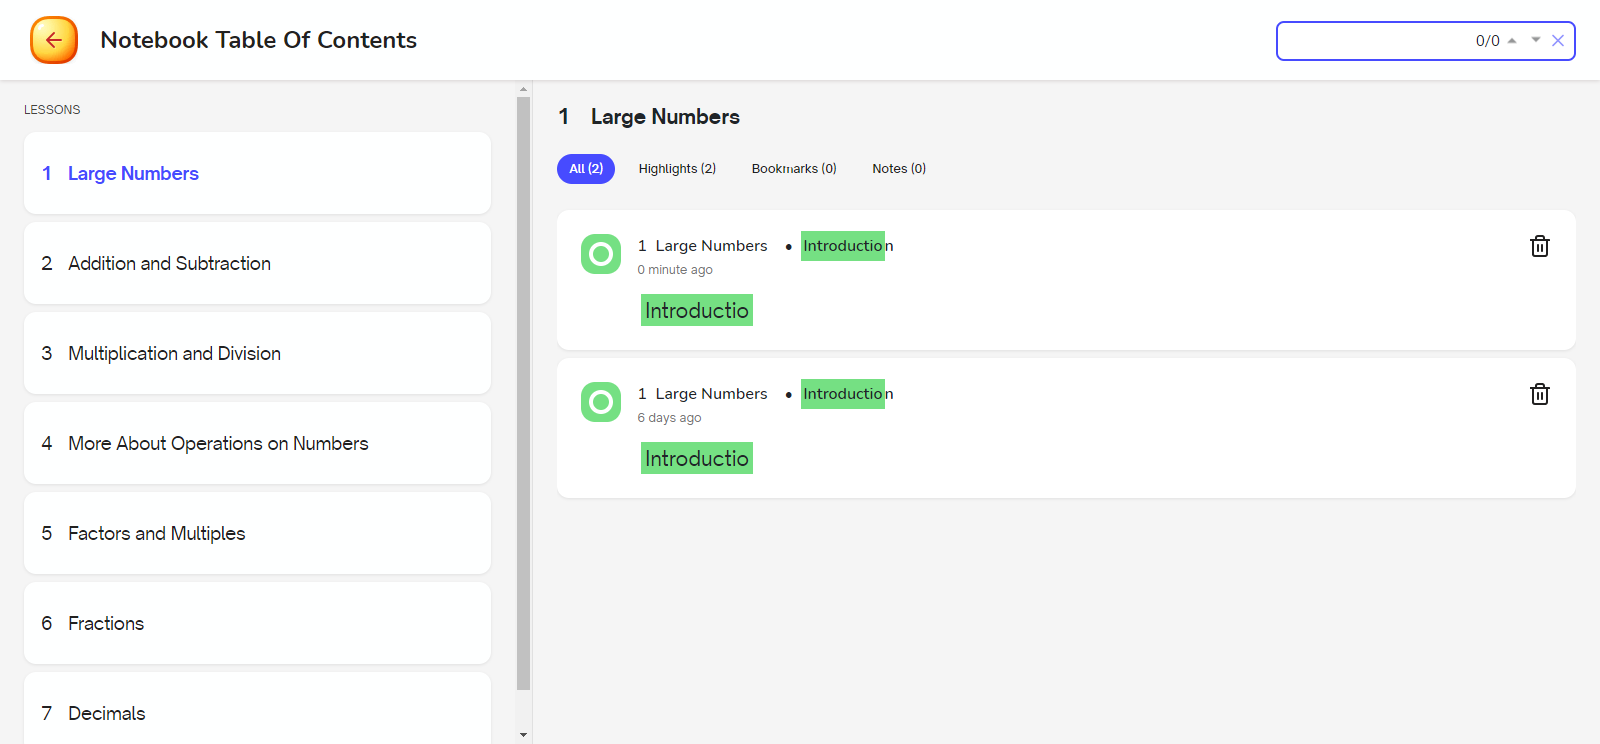 Notebook Table Of Contents
0/0
LESSONS
1 Large Numbers
2 Addition and Subtraction
3 Multiplication and Division
4 More About Operations on Numbers
5 Factors and Multiples
6 Fractions
7 Decimals
1 Large Numbers
All (2) Highlights (2) Bookmarks (0) Notes (0)
1 Large Numbers • Introduction
0 minute ago
Introductio
1 Large Numbers • Introduction
6 days ago
Introductio